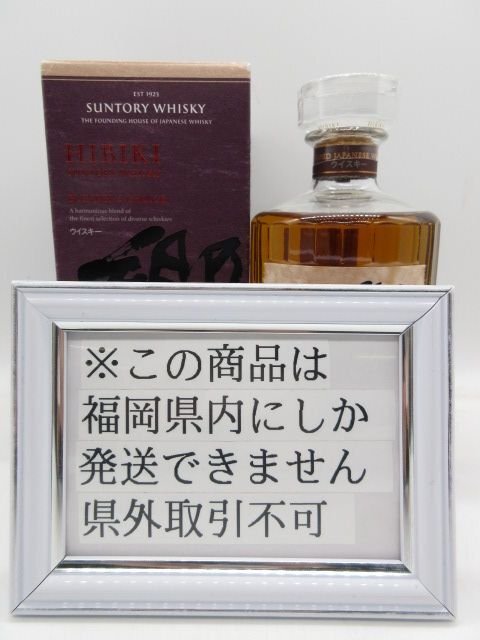 EST 1923
SUNTORY WHISKY
THE FOUNDING HOUSE OF JAPANESE WHISKY
HIBIKI
A harmonious blend of
the finest selection of diverse whiskies
ウイスキー
JAPANESE
ウイスキー
※この商品は
福岡県内にしか
発送できません
県外取引不可